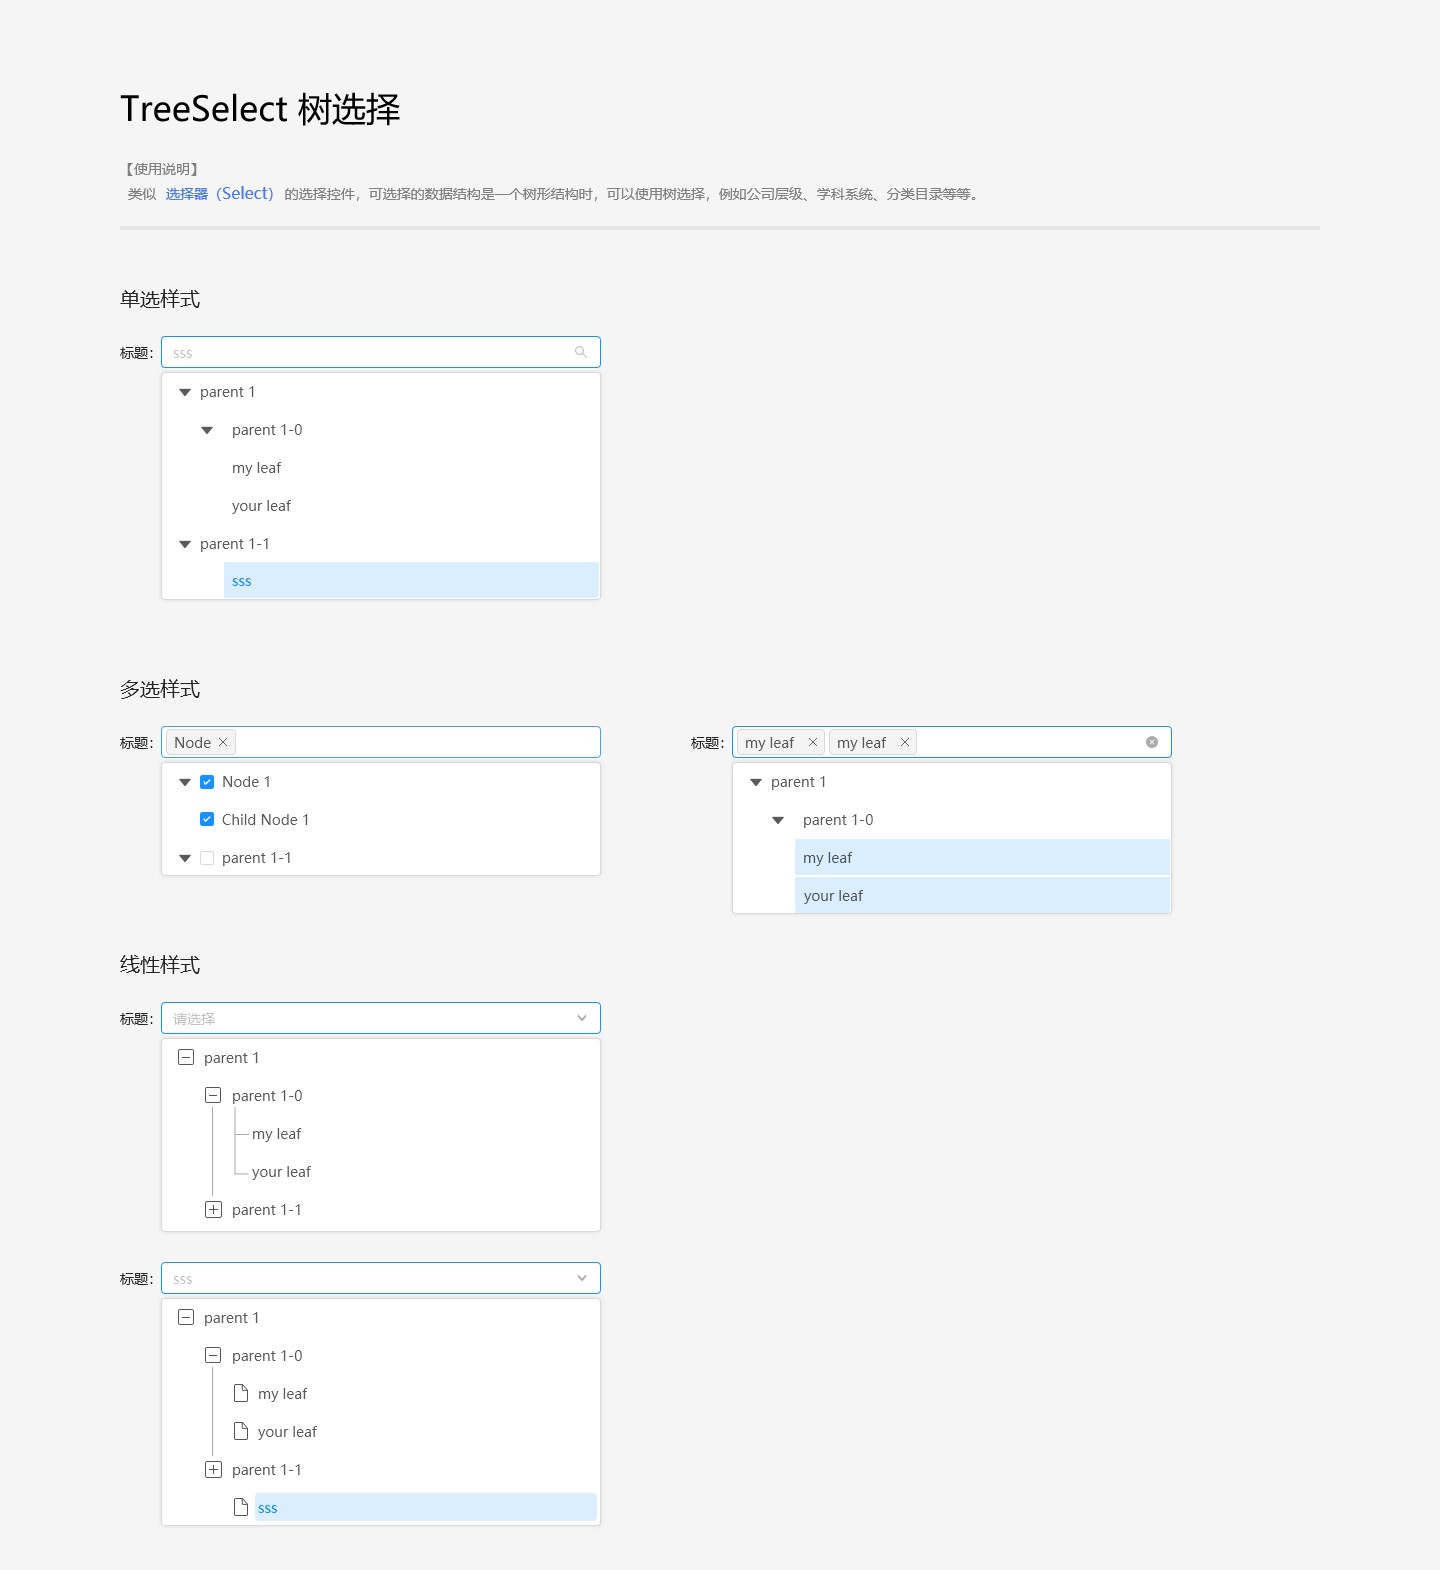 TreeSelect 树选择
【使用说明】
类似 选择器（Select） 的选择控件，可选择的数据结构是一个树形结构时，可以使用树选择，例如公司层级、学科系统、分类目录等等。
单选样式
标题： sss
parent 1
parent 1-0
my leaf
your leaf
parent 1-1
sss
多选样式
标题： Node
Node 1
Child Node 1
parent 1-1
标题： my leaf my leaf
parent 1
parent 1-0
my leaf
your leaf
线性样式
标题： 请选择
parent 1
parent 1-0
my leaf
your leaf
parent 1-1
标题： sss
parent 1
parent 1-0
my leaf
your leaf
parent 1-1
sss